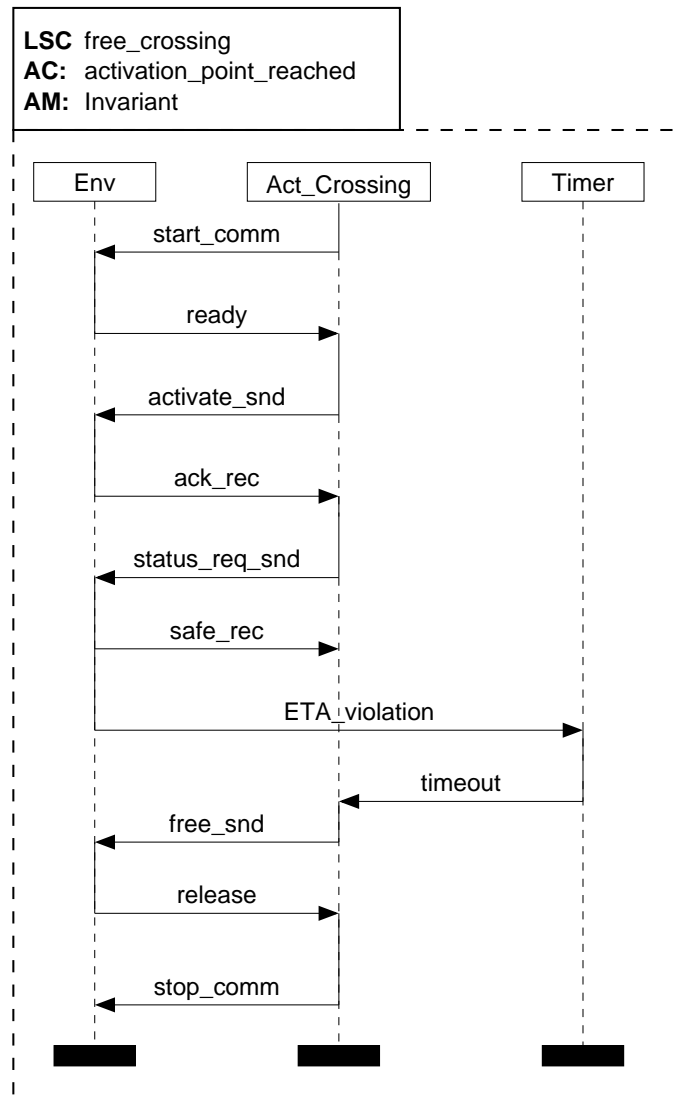 LSC free_crossing
AC: activation_point_reached
AM: Invariant
Env Act_Crossing Timer
start_comm
ready
activate_snd
ack_rec
status_req_snd
safe_rec
ETA_violation
timeout
free_snd
release
stop_comm